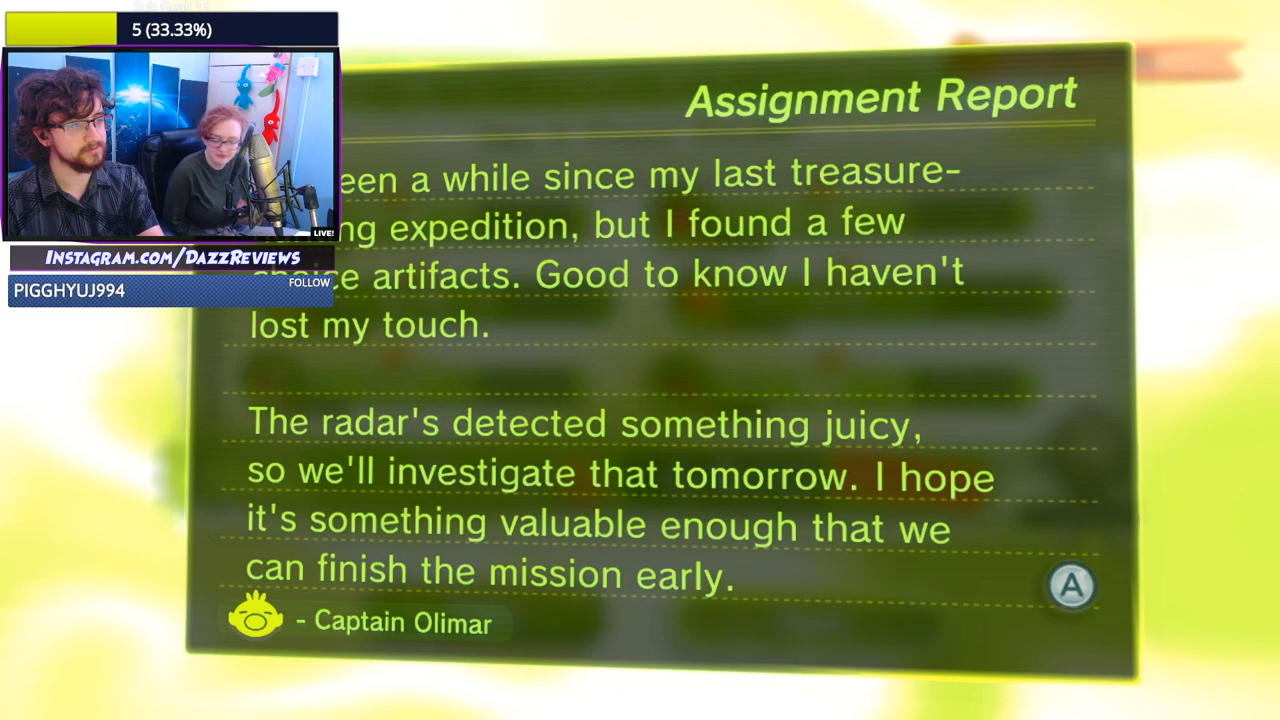 5 (33.33%)
LIVE!
INSTAGRAM.COM/DAZZREVIEWS
PIGGHYUJ994
FOLLOW
Assignment Report
a while since my last treasure-
expedition, but I found a few
artifacts. Good to know I haven't
lost my touch.
The radar's detected something juicy,
so we'll investigate that tomorrow. I hope
it's something valuable enough that we
can finish the mission early.
- Captain Olimar
A